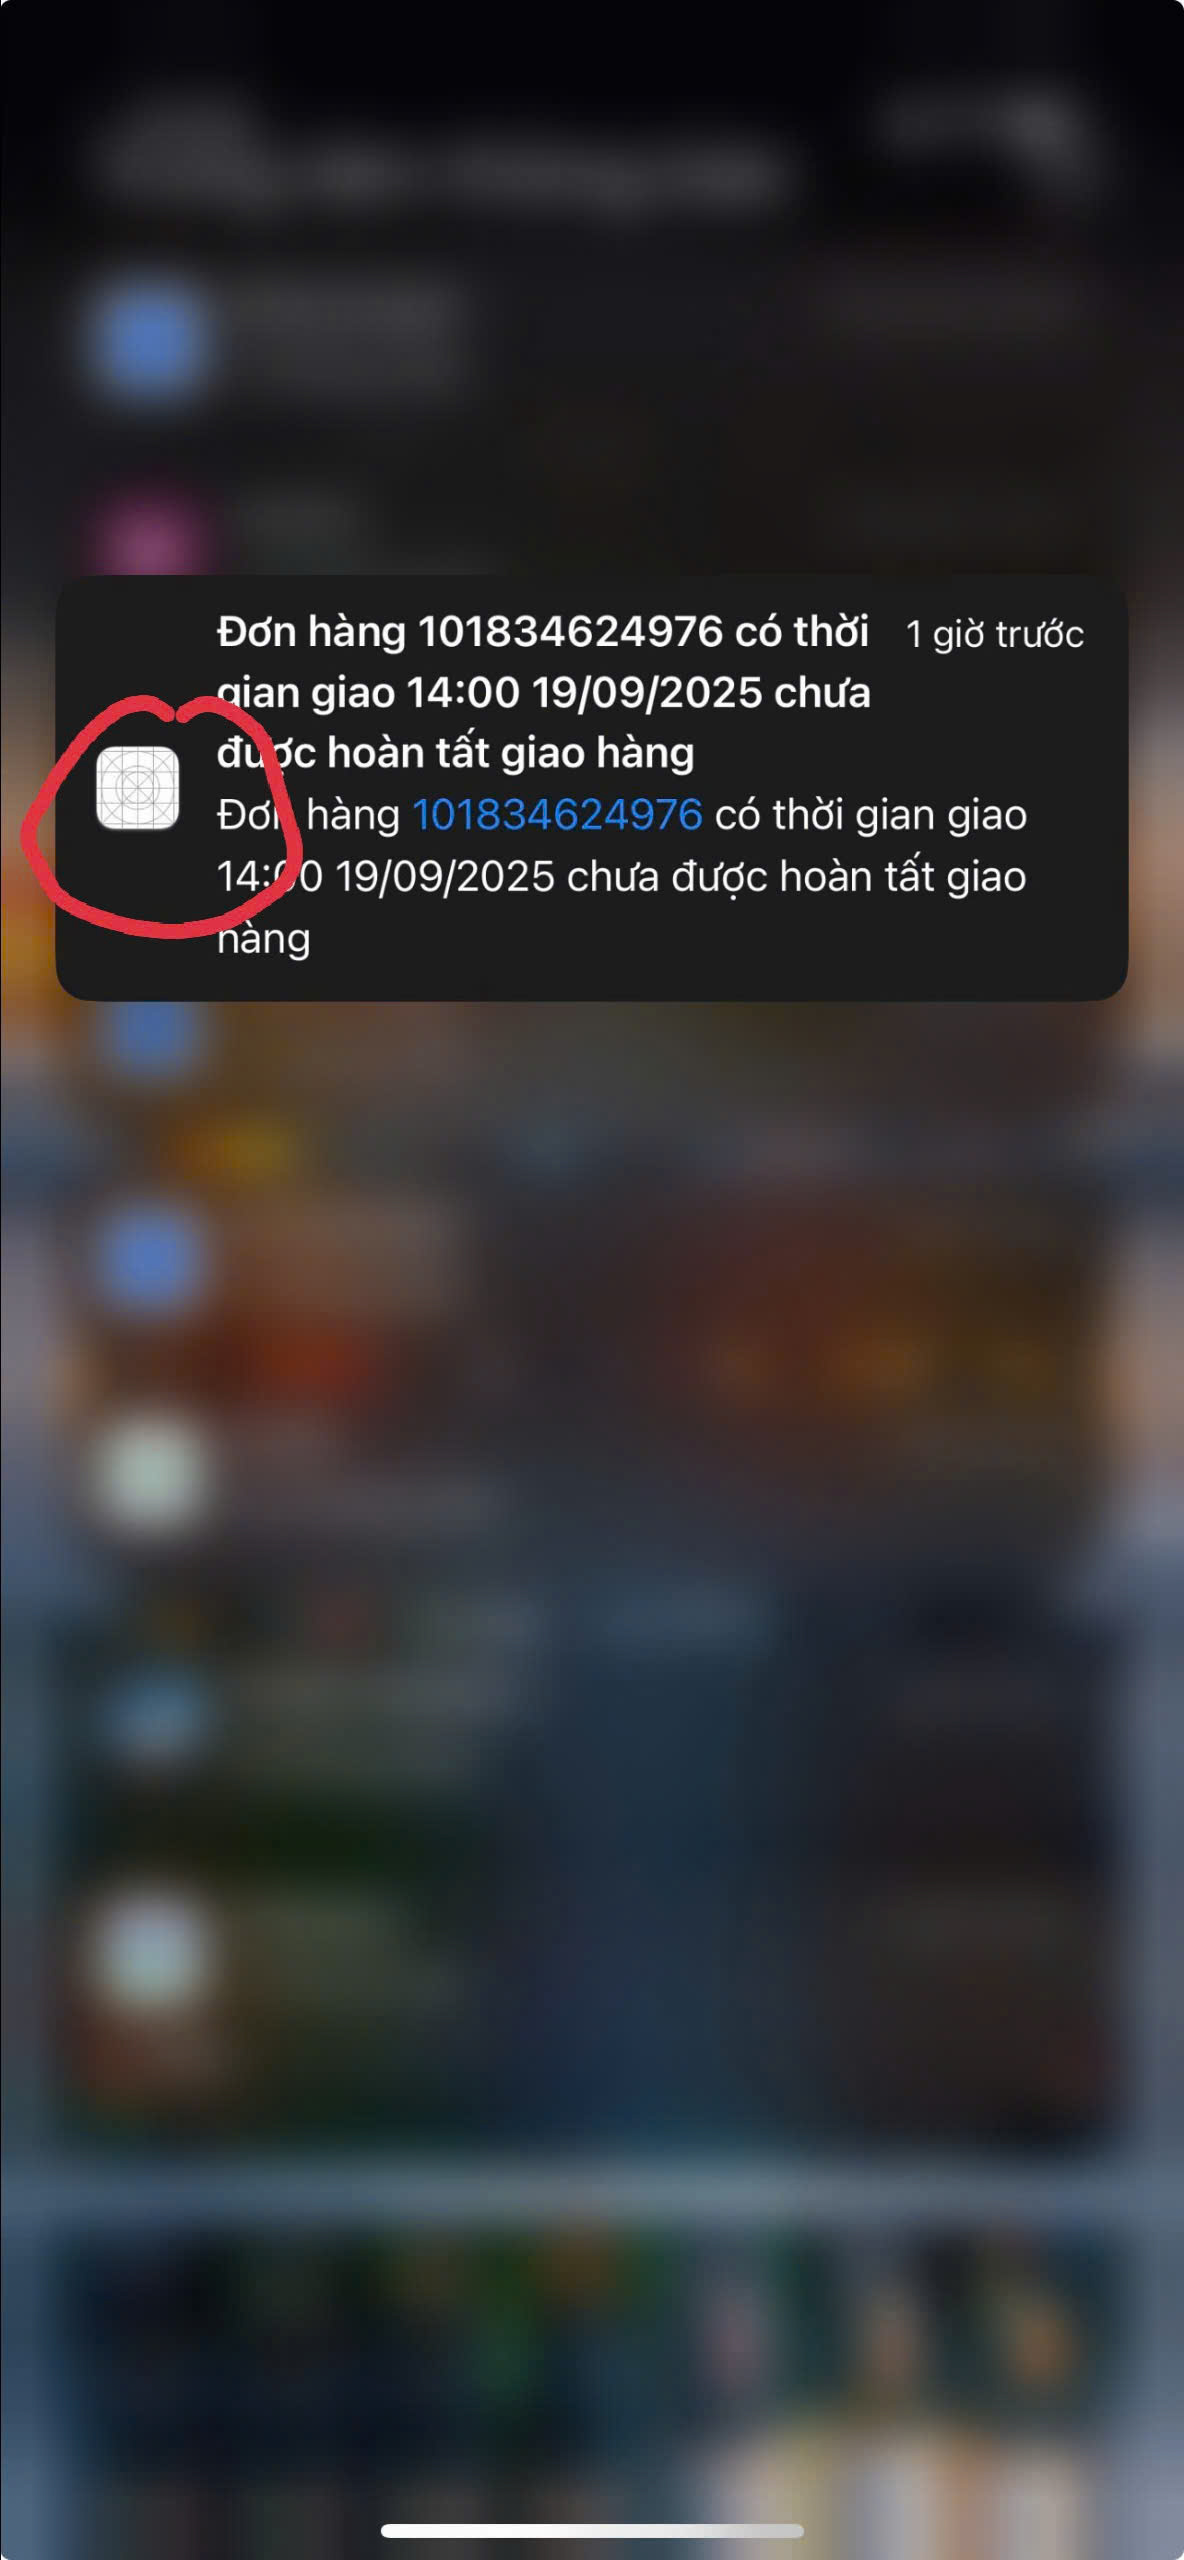 Đơn hàng 101834624976 có thời
1 giờ trước
gian giao 14:00 19/09/2025 chưa
được hoàn tất giao hàng
Đơn hàng 101834624976 có thời gian giao
14:00 19/09/2025 chưa được hoàn tất giao
hàng